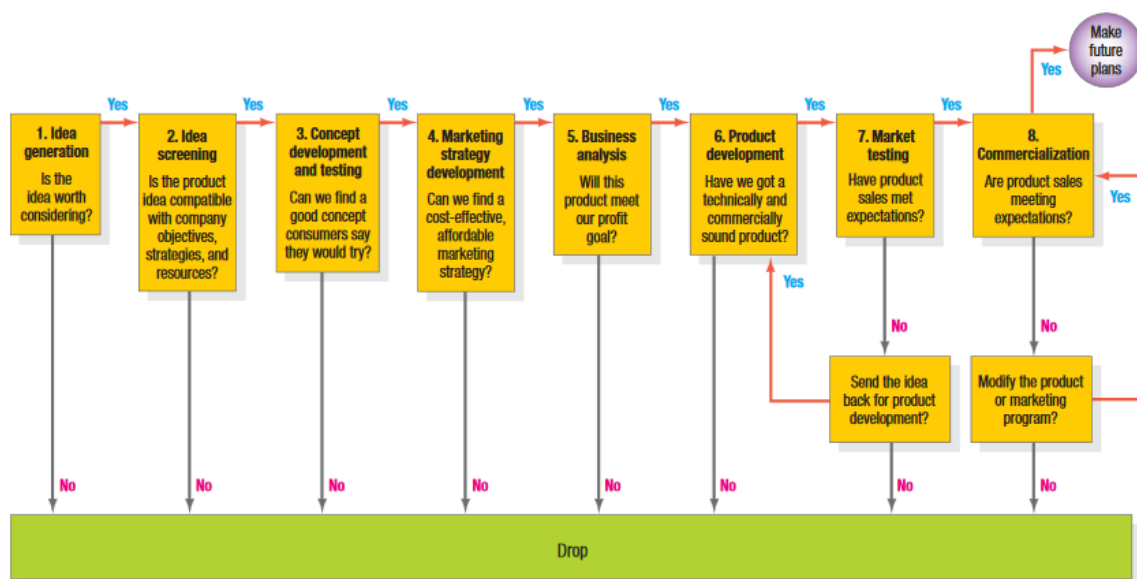 Make
future
plans
Yes
Yes
Yes
Yes
Yes
Yes
Yes
Yes
1. Idea
generation
Is the
idea worth
considering?
2. Idea
screening
Is the product
idea compatible
with company
objectives,
strategies, and
resources?
3. Concept
development
and testing
Can we find a
good concept
consumers say
they would try?
4. Marketing
strategy
development
Can we find a
cost-effective,
affordable
marketing
strategy?
5. Business
analysis
Will this
product meet
our profit
goal?
6. Product
development
Have we got a
technically and
commercially
sound product?
7. Market
testing
Have product
sales met
expectations?
8.
Commercialization
Are product sales
meeting
expectations?
Yes
Yes
No
No
Send the idea
back for product
development?
Modify the product
or marketing
program?
No
No
No
No
No
No
No
No
Drop